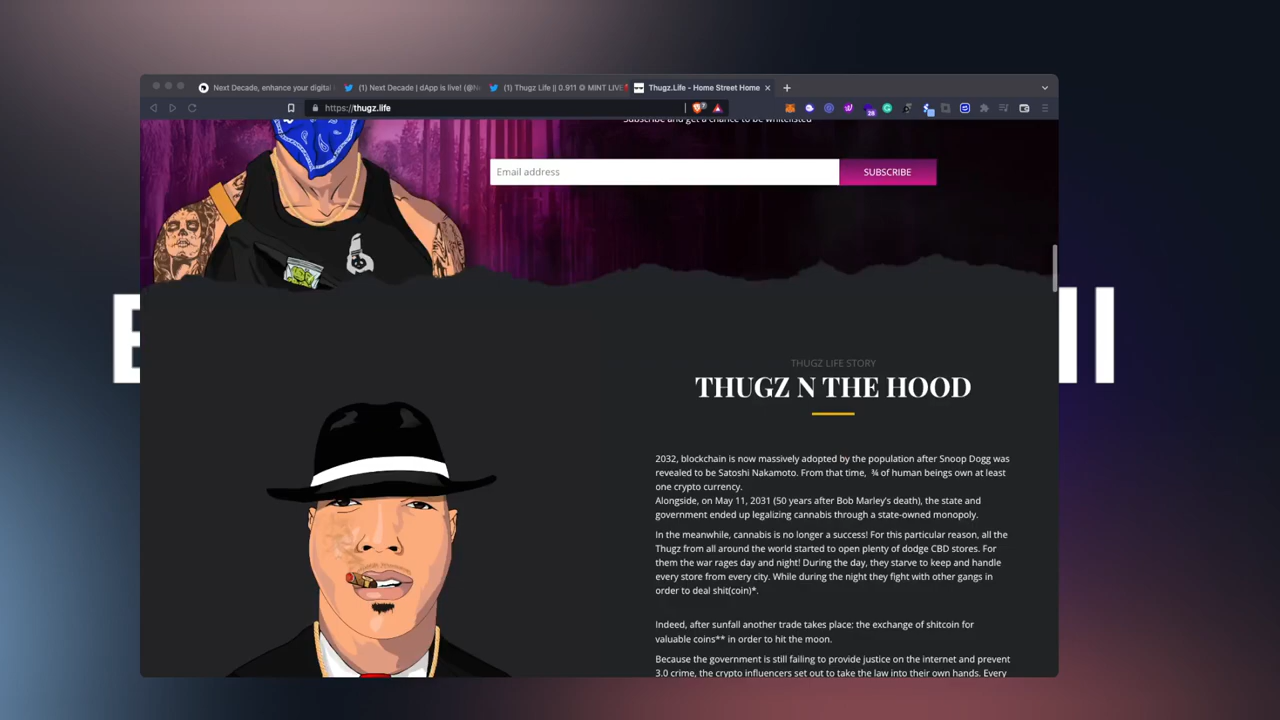 Next Decade, enhance your digital
(1) Next Decade | dApp is live! (@N
(1) Thugz Life || 0.911 MINT LIVE
Thugz.Life - Home Street Home
https://thugz.life
Subscribe and get a chance to be whitelisted
Email address
SUBSCRIBE
THUGZ LIFE STORY
THUGZ N THE HOOD
2032, blockchain is now massively adopted by the population after Snoop Dogg was
revealed to be Satoshi Nakamoto. From that time, ¾ of human beings own at least
one crypto currency.
Alongside, on May 11, 2031 (50 years after Bob Marley's death), the state and
government ended up legalizing cannabis through a state-owned monopoly.
In the meanwhile, cannabis is no longer a success! For this particular reason, all the
Thugz from all around the world started to open plenty of dodge CBD stores. For
them the war rages day and night! During the day, they starve to keep and handle
every store from every city. While during the night they fight with other gangs in
order to deal shit(coin)*.
Indeed, after sunfall another trade takes place: the exchange of shitcoin for
valuable coins** in order to hit the moon.
Because the government is still failing to provide justice on the internet and prevent
3.0 crime, the crypto influencers set out to take the law into their own hands. Every